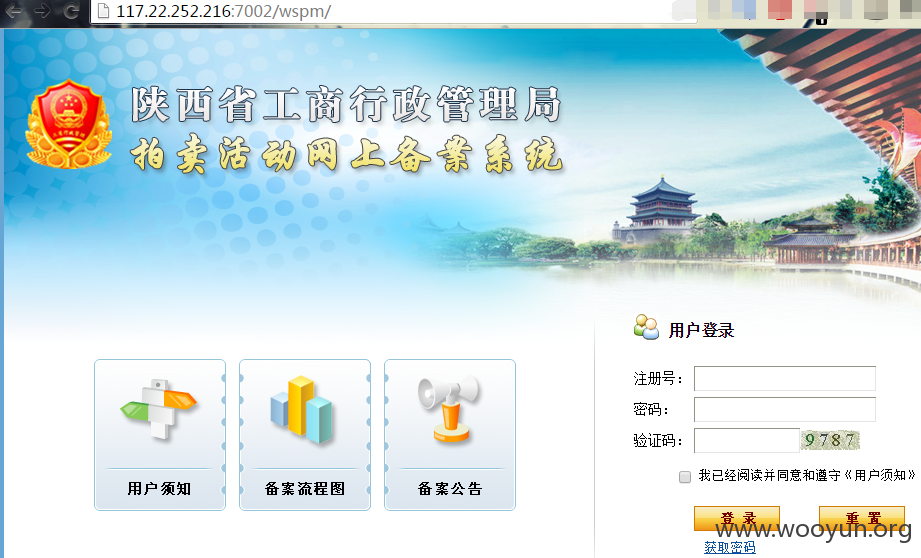 117.22.252.216:7002/wspm/
陕西省工商行政管理局
拍卖活动网上备案系统
用户登录
注册号：
密码：
验证码： 9787
我已经阅读并同意和遵守《用户须知》
登 录 重 置
获取密码
用户须知 备案流程图 备案公告
www.wooyun.org